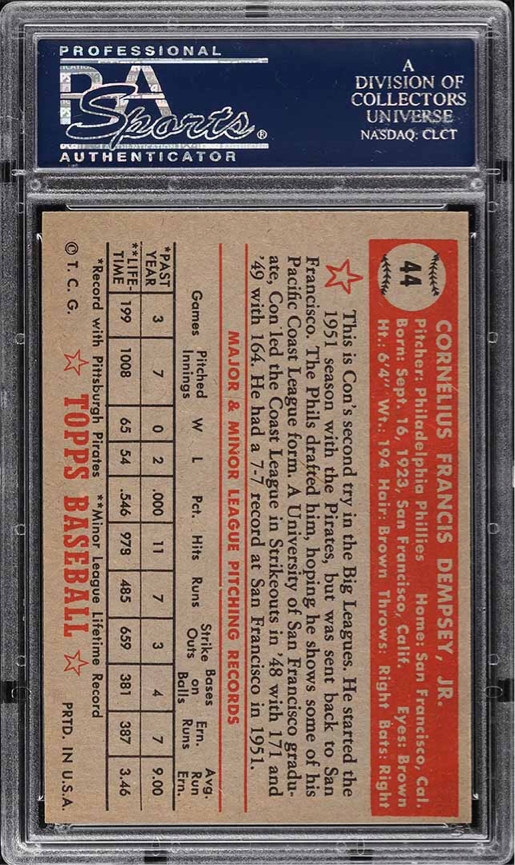 PROFESSIONAL
PSA
Sports®
AUTHENTICATOR
A
DIVISION OF
COLLECTORS
UNIVERSE
NASDAQ: CLCT
44
CORNELIUS FRANCIS DEMPSEY, JR.
Pitcher: Philadelphia Phillies Home: San Francisco, Cal.
Born: Sept. 16, 1923, San Francisco, Calif. Eyes: Brown
Ht.: 6'4" Wt.: 194 Hair: Brown Throws: Right Bats: Right
This is Con's second try in the Big Leagues. He started the
1951 season with the Pirates, but was sent back to San
Francisco. The Phils drafted him, hoping he shows some of his
Pacific Coast League form. A University of San Francisco gradu-
ate, Con led the Coast League in Strikeouts in '48 with 171 and
'49 with 164. He had a 7-7 record at San Francisco in 1951.
MAJOR & MINOR LEAGUE PITCHING RECORDS
Games Pitched Innings W L Pct. Hits Runs Strike Outs Bases on Balls Ern. Runs Avg. Run Ern.
*PAST YEAR 3 7 0 2 .000 11 7 3 4 7 9.00
**LIFE-TIME 199 1008 65 54 .546 978 485 659 381 387 3.46
*Record with Pittsburgh Pirates **Minor League Lifetime Record
© T. C. G. TOPPS BASEBALL PRTD. IN U.S.A.